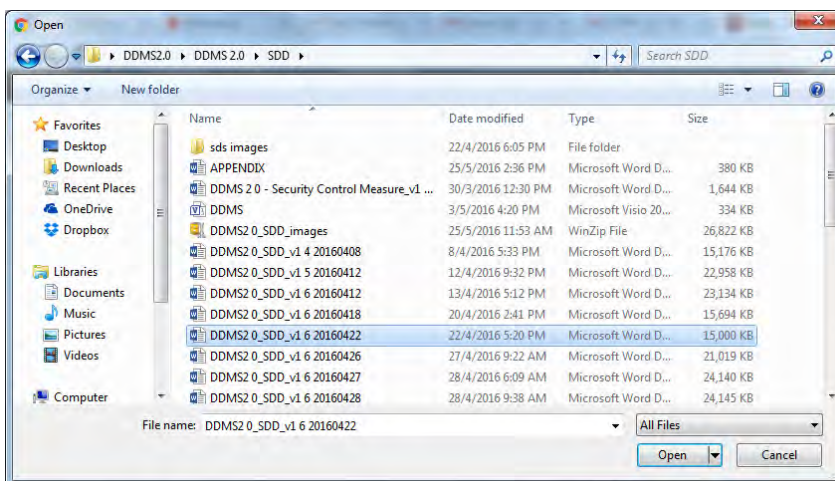 Open
DDMS2.0 DDMS 2.0 SDD Search SDD
Organize New folder
Name Date modified Type Size
Favorites
Desktop
Downloads
Recent Places
OneDrive
Dropbox
Libraries
Documents
Music
Pictures
Videos
Computer
sds images 22/4/2016 6:05 PM File folder
APPENDIX 25/5/2016 2:36 PM Microsoft Word D... 380 KB
DDMS 2 0 - Security Control Measure_v1 ... 30/3/2016 12:30 PM Microsoft Word D... 1,644 KB
DDMS 3/5/2016 4:20 PM Microsoft Visio 20... 334 KB
DDMS2 0_SDD_images 25/5/2016 11:53 AM WinZip File 26,822 KB
DDMS2 0_SDD_v1 4 20160408 8/4/2016 5:33 PM Microsoft Word D... 15,176 KB
DDMS2 0_SDD_v1 5 20160412 12/4/2016 9:32 PM Microsoft Word D... 22,958 KB
DDMS2 0_SDD_v1 6 20160412 13/4/2016 5:12 PM Microsoft Word D... 23,134 KB
DDMS2 0_SDD_v1 6 20160418 20/4/2016 2:41 PM Microsoft Word D... 15,694 KB
DDMS2 0_SDD_v1 6 20160422 22/4/2016 5:20 PM Microsoft Word D... 15,000 KB
DDMS2 0_SDD_v1 6 20160426 27/4/2016 9:22 AM Microsoft Word D... 21,019 KB
DDMS2 0_SDD_v1 6 20160427 28/4/2016 6:09 AM Microsoft Word D... 24,140 KB
DDMS2 0_SDD_v1 6 20160428 28/4/2016 9:38 AM Microsoft Word D... 24,145 KB
File name: DDMS2 0_SDD_v1 6 20160422 All Files
Open Cancel